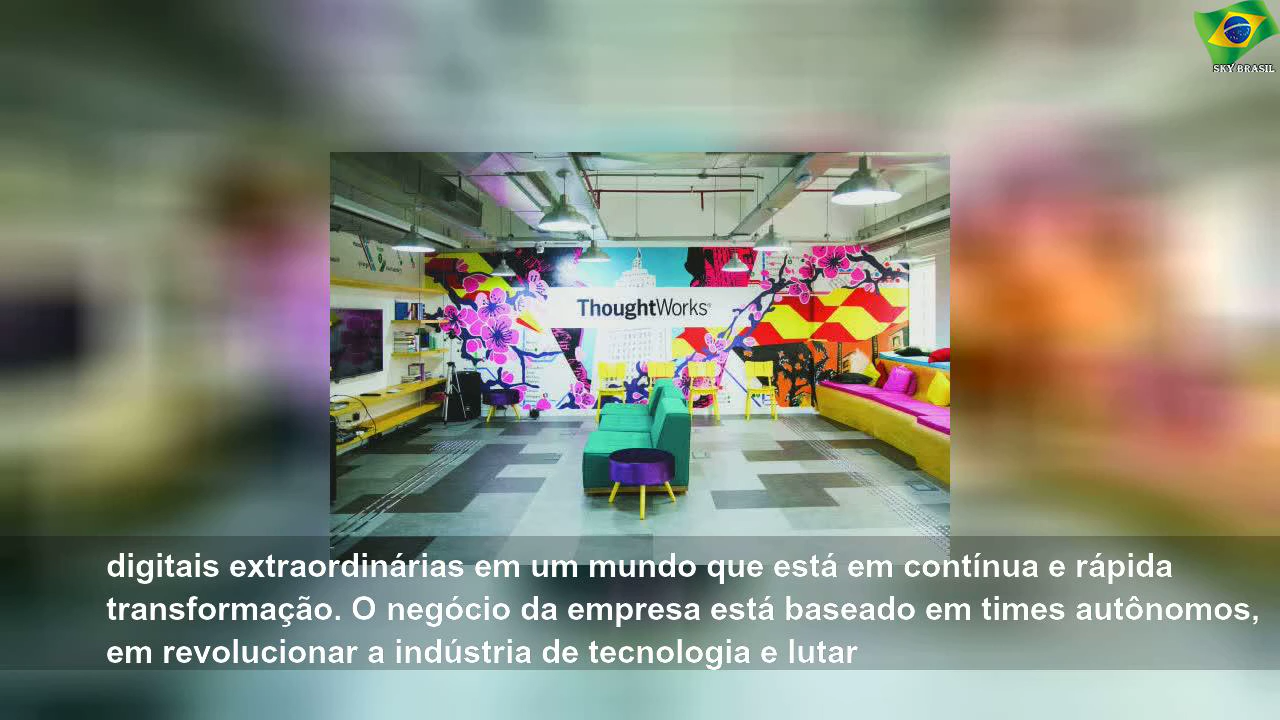 SKY BRASIL
ThoughtWorks®
digitais extraordinárias em um mundo que está em contínua e rápida
transformação. O negócio da empresa está baseado em times autônomos,
em revolucionar a indústria de tecnologia e lutar